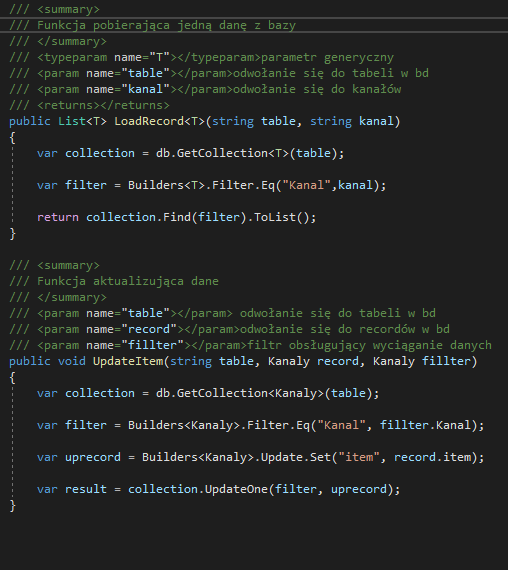 /// <summary>
/// Funkcja pobierająca jedną danę z bazy
/// </summary>
/// <typeparam name="T"></typeparam>parametr generyczny
/// <param name="table"></param>odwołanie się do tabeli w bd
/// <param name="kanal"></param>odwołanie się do kanałów
/// <returns></returns>
public List<T> LoadRecord<T>(string table, string kanal)
{
var collection = db.GetCollection<T>(table);
var filter = Builders<T>.Filter.Eq("Kanal",kanal);
return collection.Find(filter).ToList();
}
/// <summary>
/// Funkcja aktualizująca dane
/// </summary>
/// <param name="table"></param> odwołanie się do tabeli w bd
/// <param name="record"></param>odwołanie się do recordów w bd
/// <param name="fillter"></param>filtr obsługujący wyciąganie danych
public void UpdateItem(string table, Kanaly record, Kanaly fillter)
{
var collection = db.GetCollection<Kanaly>(table);
var filter = Builders<Kanaly>.Filter.Eq("Kanal", fillter.Kanal);
var uprecord = Builders<Kanaly>.Update.Set("item", record.item);
var result = collection.UpdateOne(filter, uprecord);
}